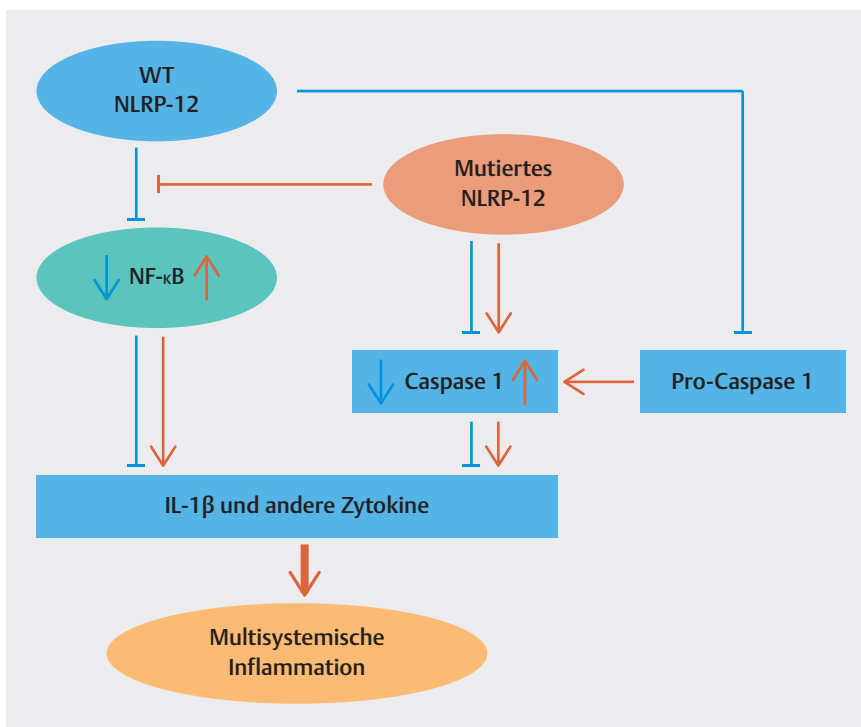 WT
NLRP-12
Mutiertes
NLRP-12
NF-κB
Caspase 1
Pro-Caspase 1
IL-1β und andere Zytokine
Multisystemische
Inflammation